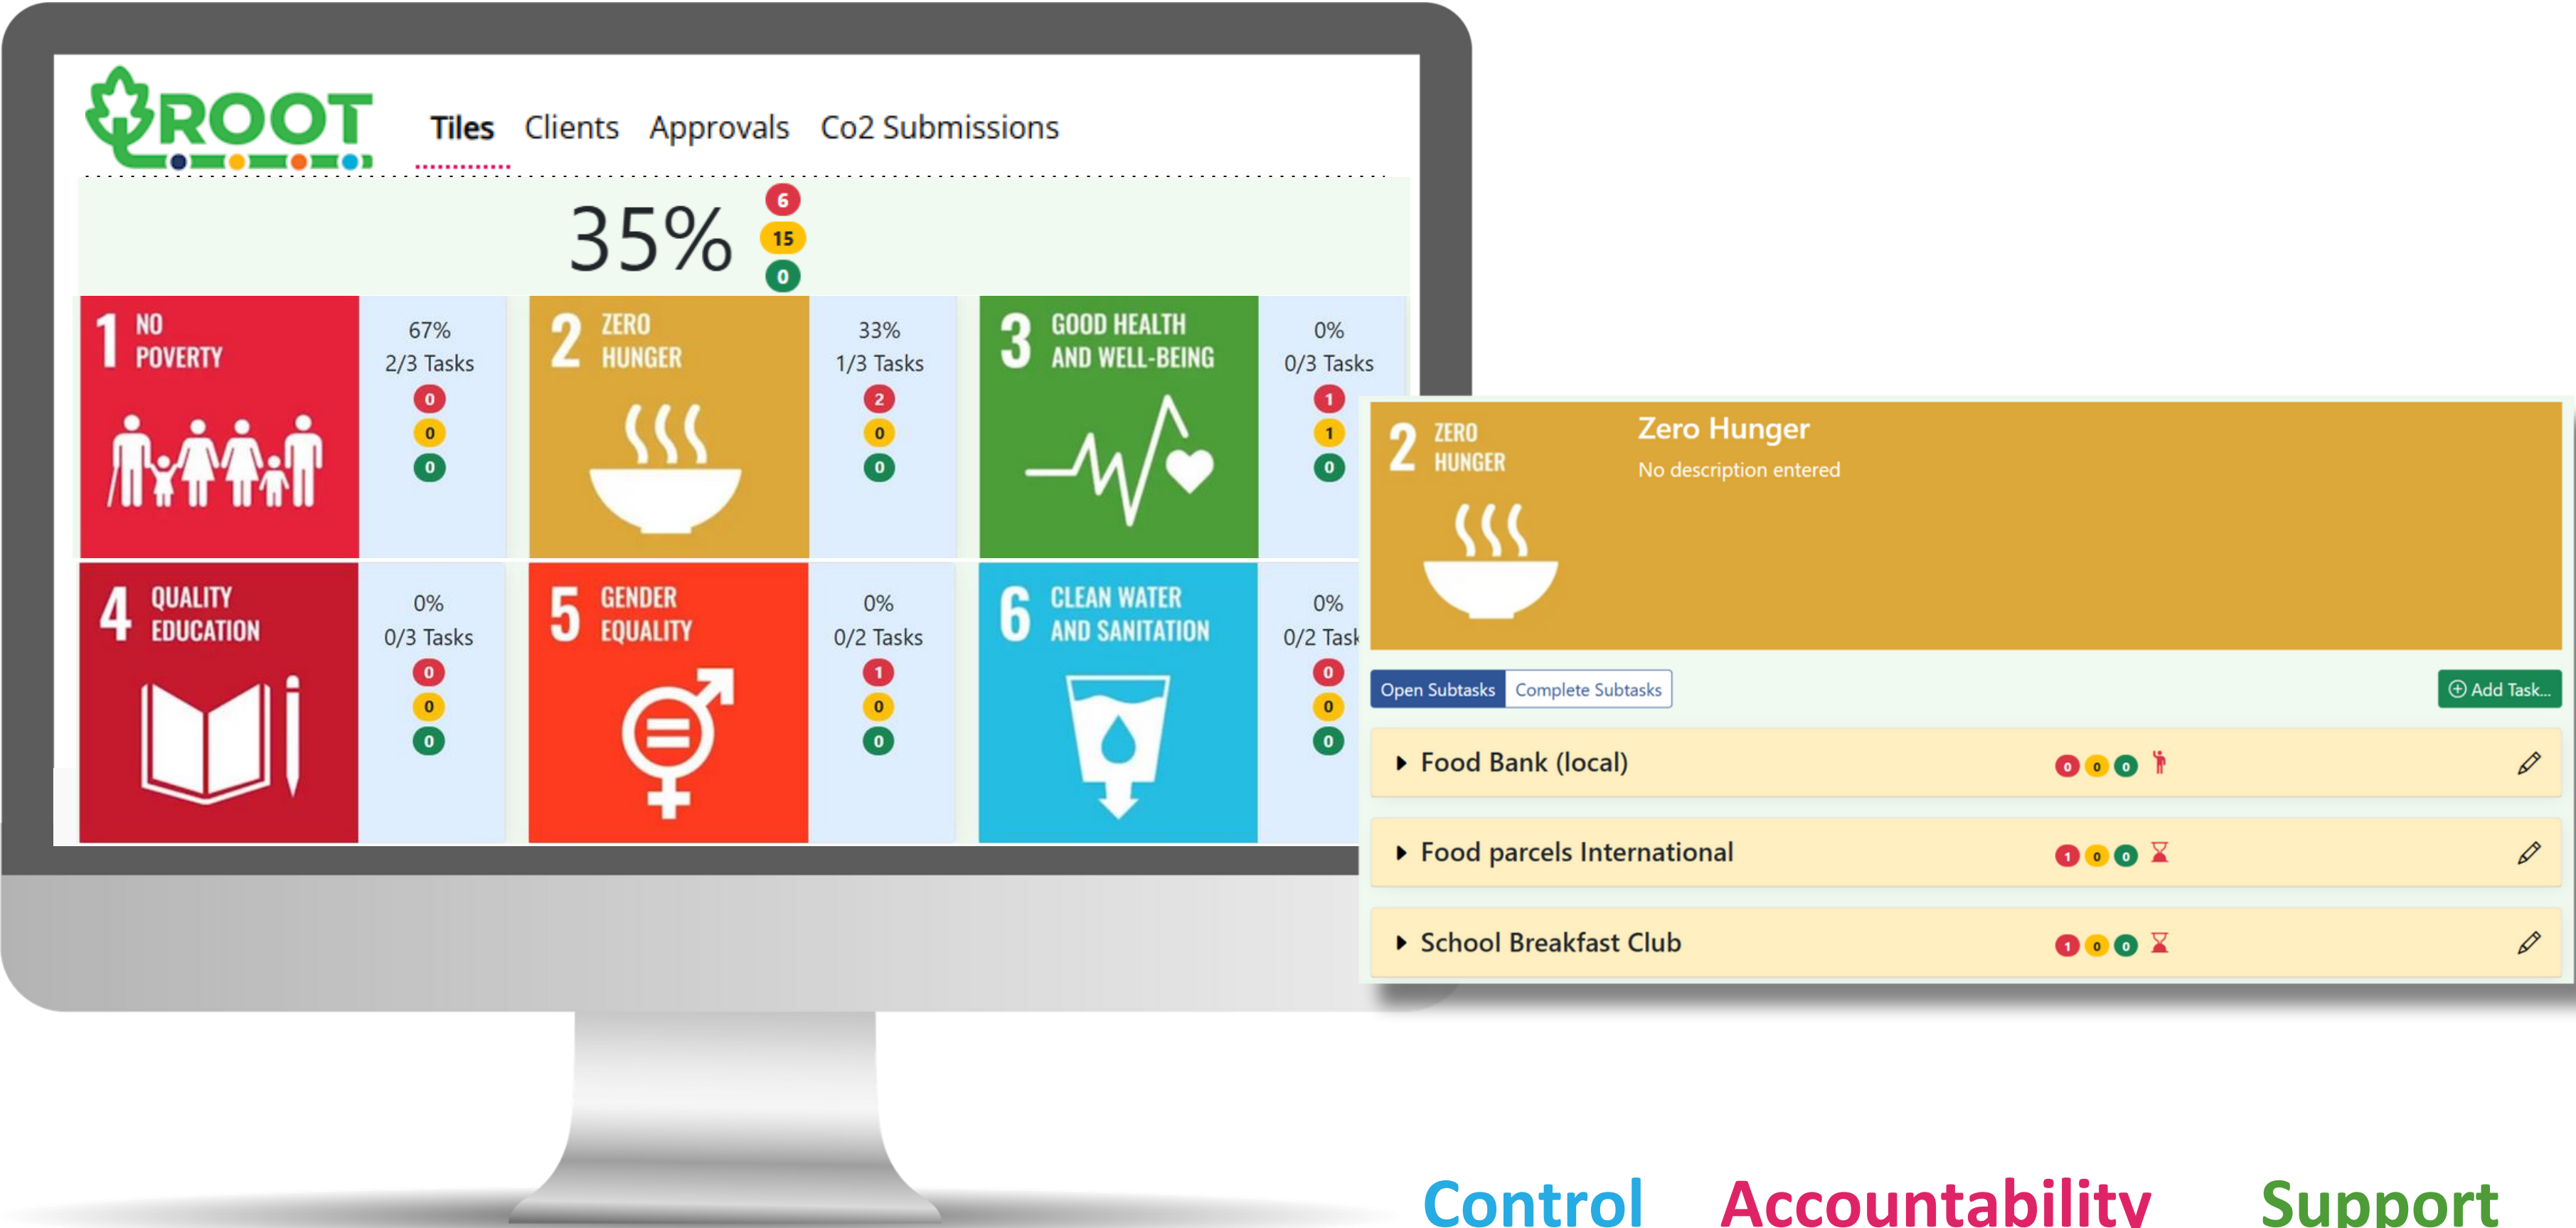 ROOT
Tiles Clients Approvals Co2 Submissions
35%
6
15
0
1 NO
POVERTY
67%
2/3 Tasks
0
0
0
2 ZERO
HUNGER
33%
1/3 Tasks
2
0
0
3 GOOD HEALTH
AND WELL-BEING
0%
0/3 Tasks
1
1
0
4 QUALITY
EDUCATION
0%
0/3 Tasks
0
0
0
5 GENDER
EQUALITY
0%
0/2 Tasks
1
0
0
6 CLEAN WATER
AND SANITATION
0%
0/2 Task
0
0
0
2 ZERO
HUNGER
Zero Hunger
No description entered
Open Subtasks Complete Subtasks
Add Task...
Food Bank (local) 0 0 0
Food parcels International 1 0 0
School Breakfast Club 1 0 0
Control Accountability Support